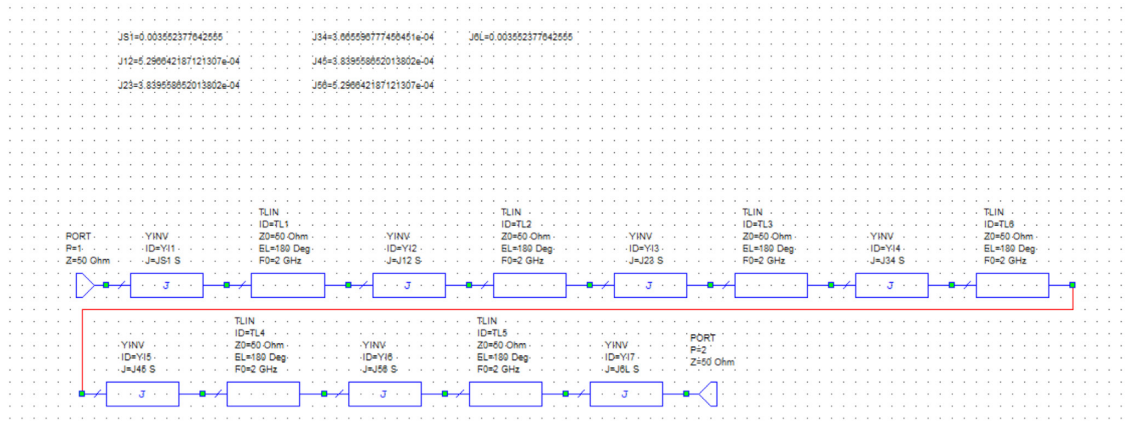 JS1=0.003552377642555
J34=3.665596777456451e-04
J6L=0.003552377642555
J12=5.296642187121307e-04
J45=3.839558652013802e-04
J23=3.839558652013802e-04
J56=5.296642187121307e-04
PORT
P=1
Z=50 Ohm
YINV
ID=YI1
J=JS1 S
J
TLIN
ID=TL1
Z0=50 Ohm
EL=180 Deg
F0=2 GHz
YINV
ID=YI2
J=J12 S
J
TLIN
ID=TL2
Z0=50 Ohm
EL=180 Deg
F0=2 GHz
YINV
ID=YI3
J=J23 S
J
TLIN
ID=TL3
Z0=50 Ohm
EL=180 Deg
F0=2 GHz
YINV
ID=YI4
J=J34 S
J
TLIN
ID=TL6
Z0=50 Ohm
EL=180 Deg
F0=2 GHz
YINV
ID=YI5
J=J45 S
J
TLIN
ID=TL4
Z0=50 Ohm
EL=180 Deg
F0=2 GHz
YINV
ID=YI6
J=J56 S
J
TLIN
ID=TL5
Z0=50 Ohm
EL=180 Deg
F0=2 GHz
YINV
ID=YI7
J=J6L S
J
PORT
P=2
Z=50 Ohm